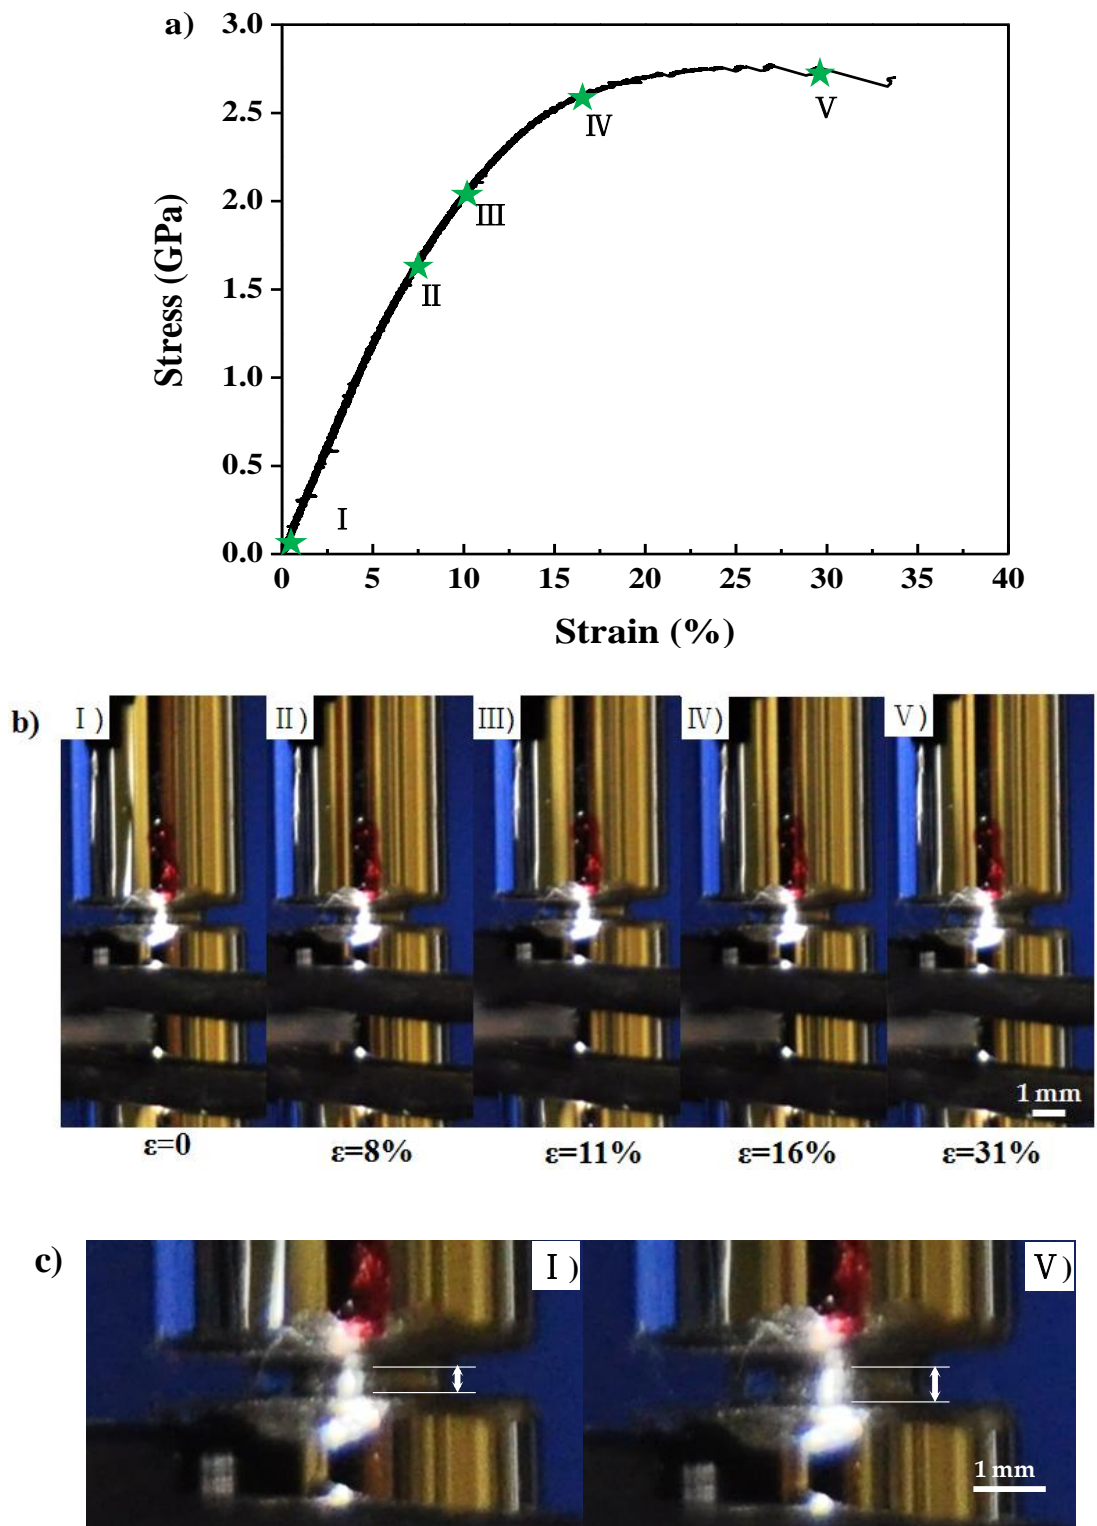 a)
3.0
2.5
2.0
1.5
1.0
0.5
0.0
Stress (GPa)
Ⅰ
Ⅱ
Ⅲ
Ⅳ
Ⅴ
0 5 10 15 20 25 30 35 40
Strain (%)
b)
Ⅰ) Ⅱ) Ⅲ) Ⅳ) Ⅴ)
1 mm
ε=0 ε=8% ε=11% ε=16% ε=31%
c)
Ⅰ) Ⅴ)
1 mm